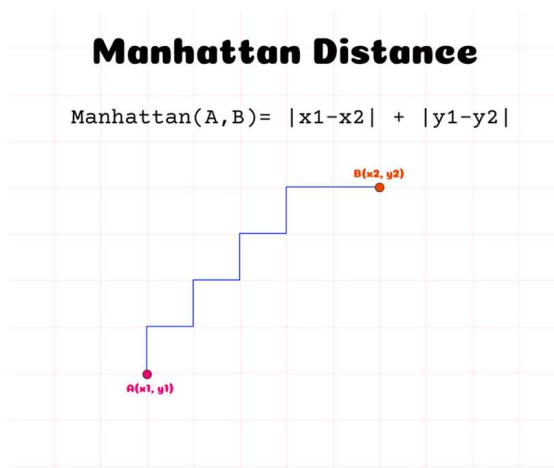 Manhattan Distance
Manhattan(A,B)= |x1-x2| + |y1-y2|
B(x2, y2)
A(x1, y1)